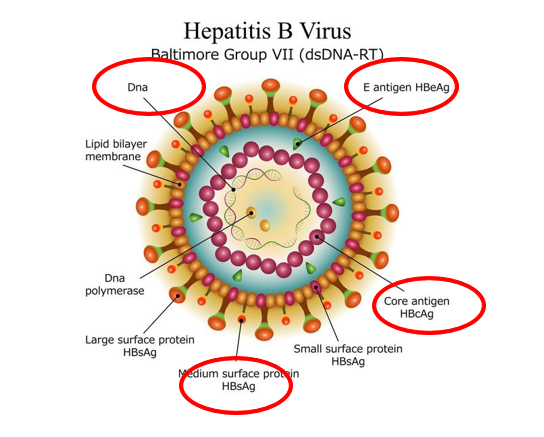 Hepatitis B Virus
Baltimore Group VII (dsDNA-RT)
Dna
E antigen HBeAg
Lipid bilayer
membrane
Dna
polymerase
Core antigen
HBcAg
Large surface protein
HBsAg
Small surface protein
HBsAg
Medium surface protein
HBsAg